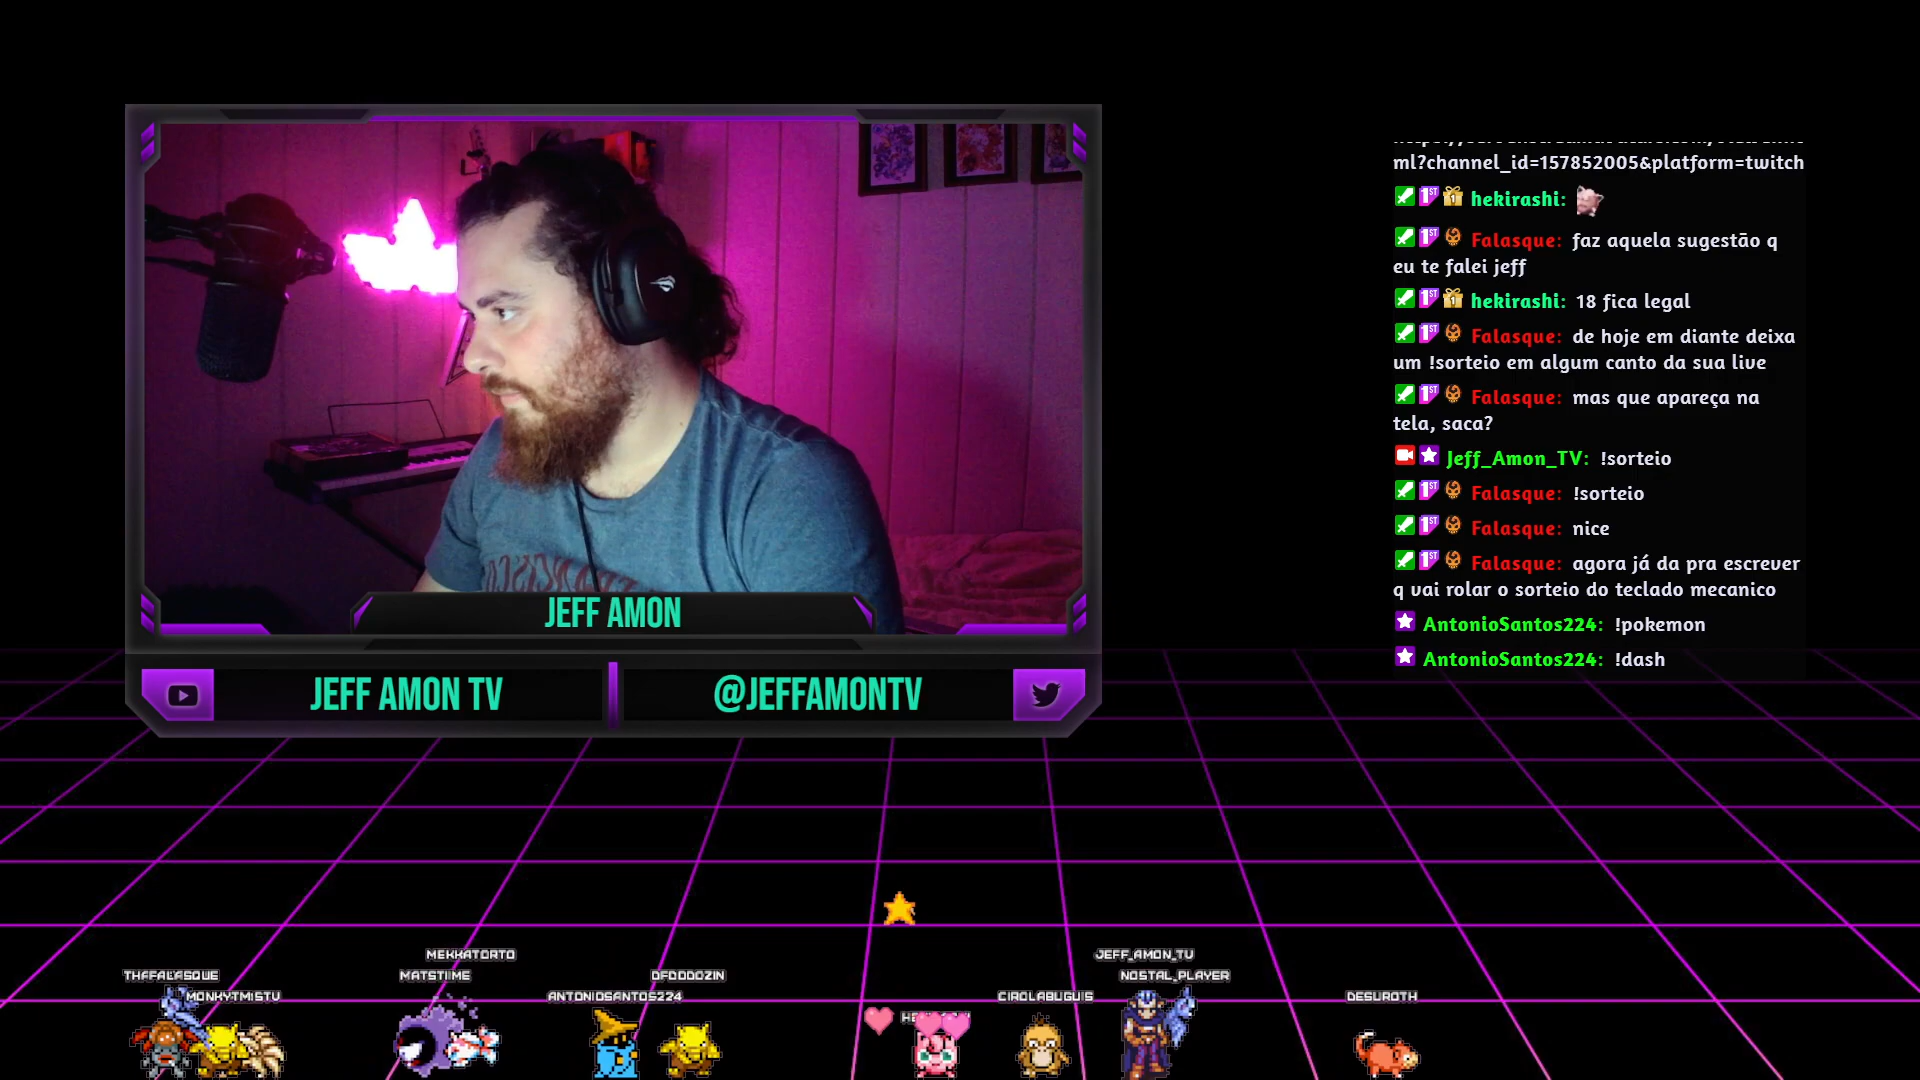 ml?channel_id=157852005&platform=twitch
hekirashi:
Falasque: faz aquela sugestão q
eu te falei jeff
hekirashi: 18 fica legal
Falasque: de hoje em diante deixa
um !sorteio em algum canto da sua live
Falasque: mas que apareça na
tela, saca?
Jeff_Amon_TV: !sorteio
Falasque: !sorteio
Falasque: nice
Falasque: agora já da pra escrever
q vai rolar o sorteio do teclado mecanico
AntonioSantos224: !pokemon
AntonioSantos224: !dash
JEFF AMON
JEFF AMON TV
@JEFFAMONTV
MEKKATORTO
JEFF_AMON_TV
THAFALASQUE
MATSTIME
DFDDDOZIN
NOSTAL_PLAYER
MONKYTMISTU
ANTONIOSANTOS224
CIROLABUGUIS
DESUROTH